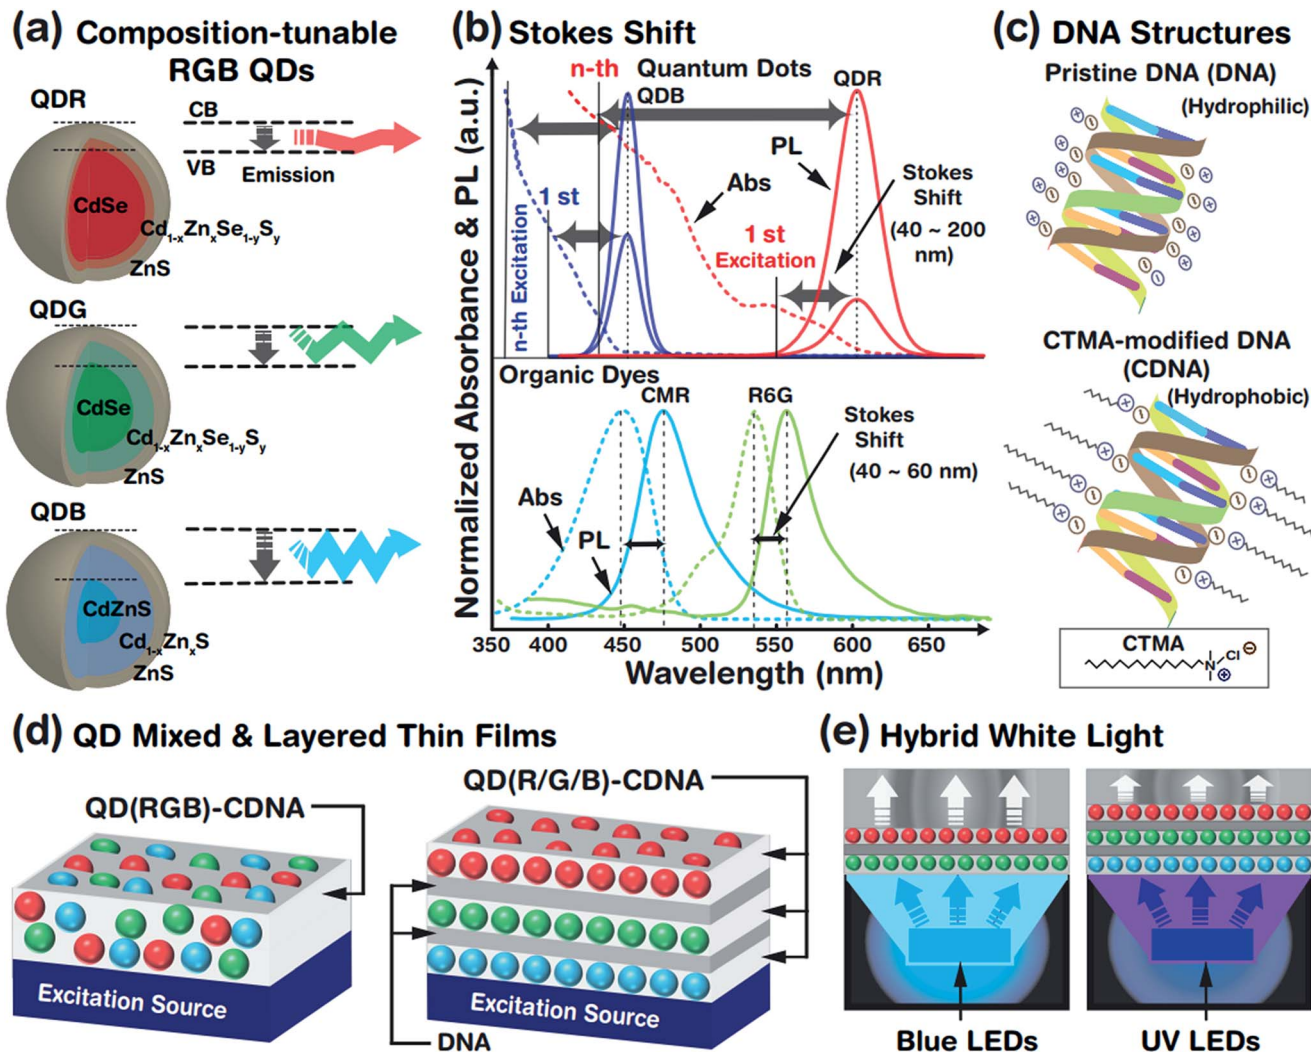 (a) Composition-tunable
RGB QDs
QDR
CB
VB
Emission
CdSe
Cd₁₋ₓZnₓSe₁₋ᵧSᵧ
ZnS
QDG
CdSe
Cd₁₋ₓZnₓSe₁₋ᵧSᵧ
ZnS
QDB
CdZnS
Cd₁₋ₓZnₓS
ZnS
(b) Stokes Shift
Normalized Absorbance & PL (a.u.)
n-th
Quantum Dots
QDB
QDR
PL
Abs
1 st
n-th Excitation
1 st
Excitation
Stokes
Shift
(40 ~ 200
nm)
Organic Dyes
CMR
R6G
Stokes
Shift
(40 ~ 60 nm)
Abs
PL
350 400 450 500 550 600 650
Wavelength (nm)
(c) DNA Structures
Pristine DNA (DNA)
(Hydrophilic)
CTMA-modified DNA
(CDNA)
(Hydrophobic)
CTMA
N
Cl
(d) QD Mixed & Layered Thin Films
QD(RGB)-CDNA
Excitation Source
QD(R/G/B)-CDNA
Excitation Source
DNA
(e) Hybrid White Light
Blue LEDs
UV LEDs